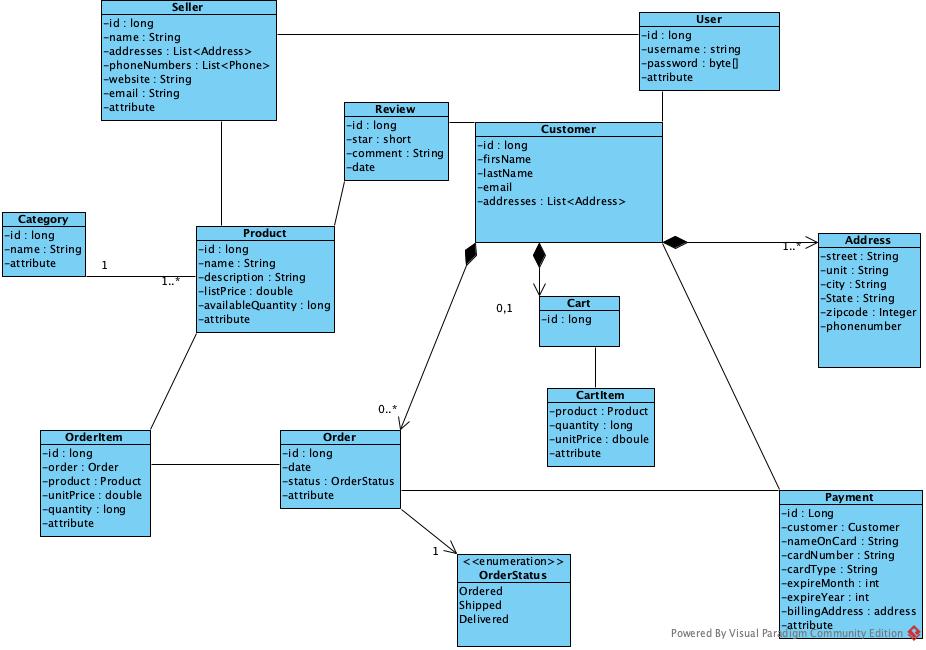 Seller
-id : long
-name : String
-addresses : List<Address>
-phoneNumbers : List<Phone>
-website : String
-email : String
-attribute
User
-id : long
-username : string
-password : byte[]
-attribute
Review
-id : long
-star : short
-comment : String
-date
Customer
-id : long
-firsName
-lastName
-email
-addresses : List<Address>
Category
-id : long
-name : String
-attribute
1
1..*
Product
-id : long
-name : String
-description : String
-listPrice : double
-availableQuantity : long
-attribute
1..*
Address
-street : String
-unit : String
-city : String
-State : String
-zipcode : Integer
-phonenumber
0,1
Cart
-id : long
0..*
CartItem
-product : Product
-quantity : long
-unitPrice : dboule
-attribute
OrderItem
-id : long
-order : Order
-product : Product
-unitPrice : double
-quantity : long
-attribute
Order
-id : long
-date
-status : OrderStatus
-attribute
1
<<enumeration>>
OrderStatus
Ordered
Shipped
Delivered
Payment
-id : Long
-customer : Customer
-nameOnCard : String
-cardNumber : String
-cardType : String
-expireMonth : int
-expireYear : int
-billingAddress : address
-attribute
Powered By Visual Paradigm Community Edition